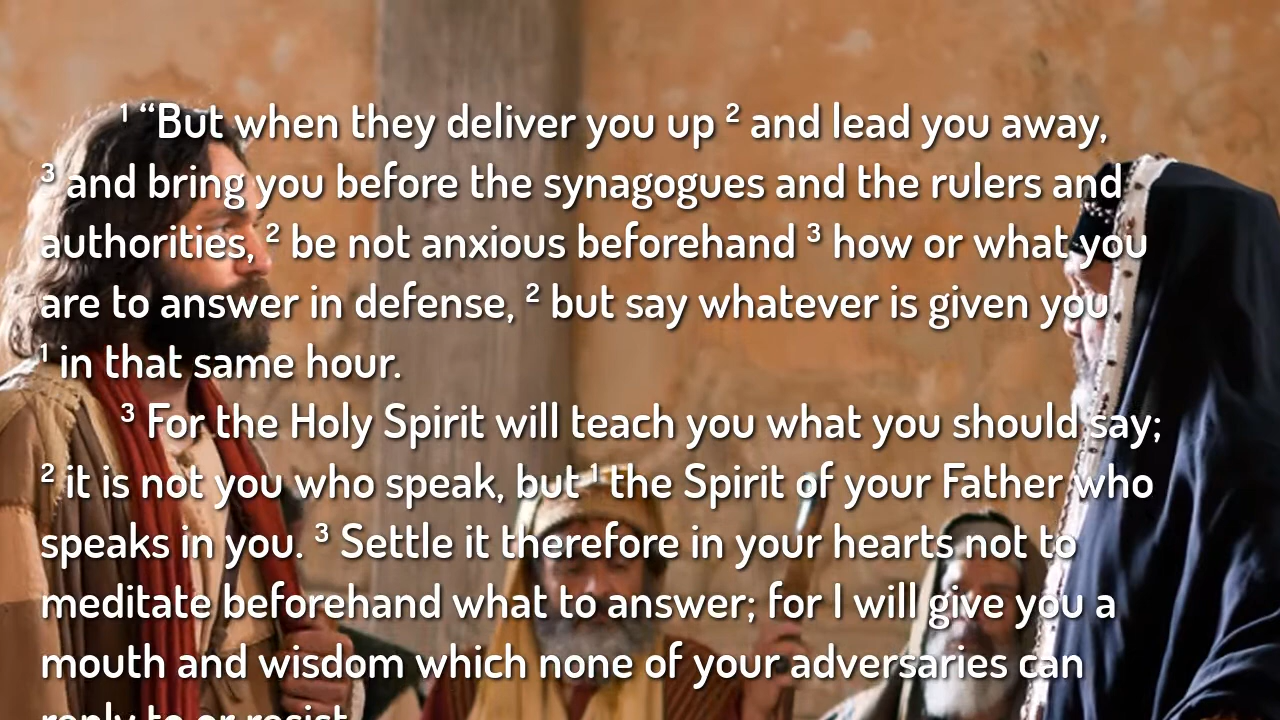 ¹ “But when they deliver you up ² and lead you away,
³ and bring you before the synagogues and the rulers and
authorities, ² be not anxious beforehand ³ how or what you
are to answer in defense, ² but say whatever is given you
¹ in that same hour.
³ For the Holy Spirit will teach you what you should say;
² it is not you who speak, but ¹ the Spirit of your Father who
speaks in you. ³ Settle it therefore in your hearts not to
meditate beforehand what to answer; for I will give you a
mouth and wisdom which none of your adversaries can
reply to or resist